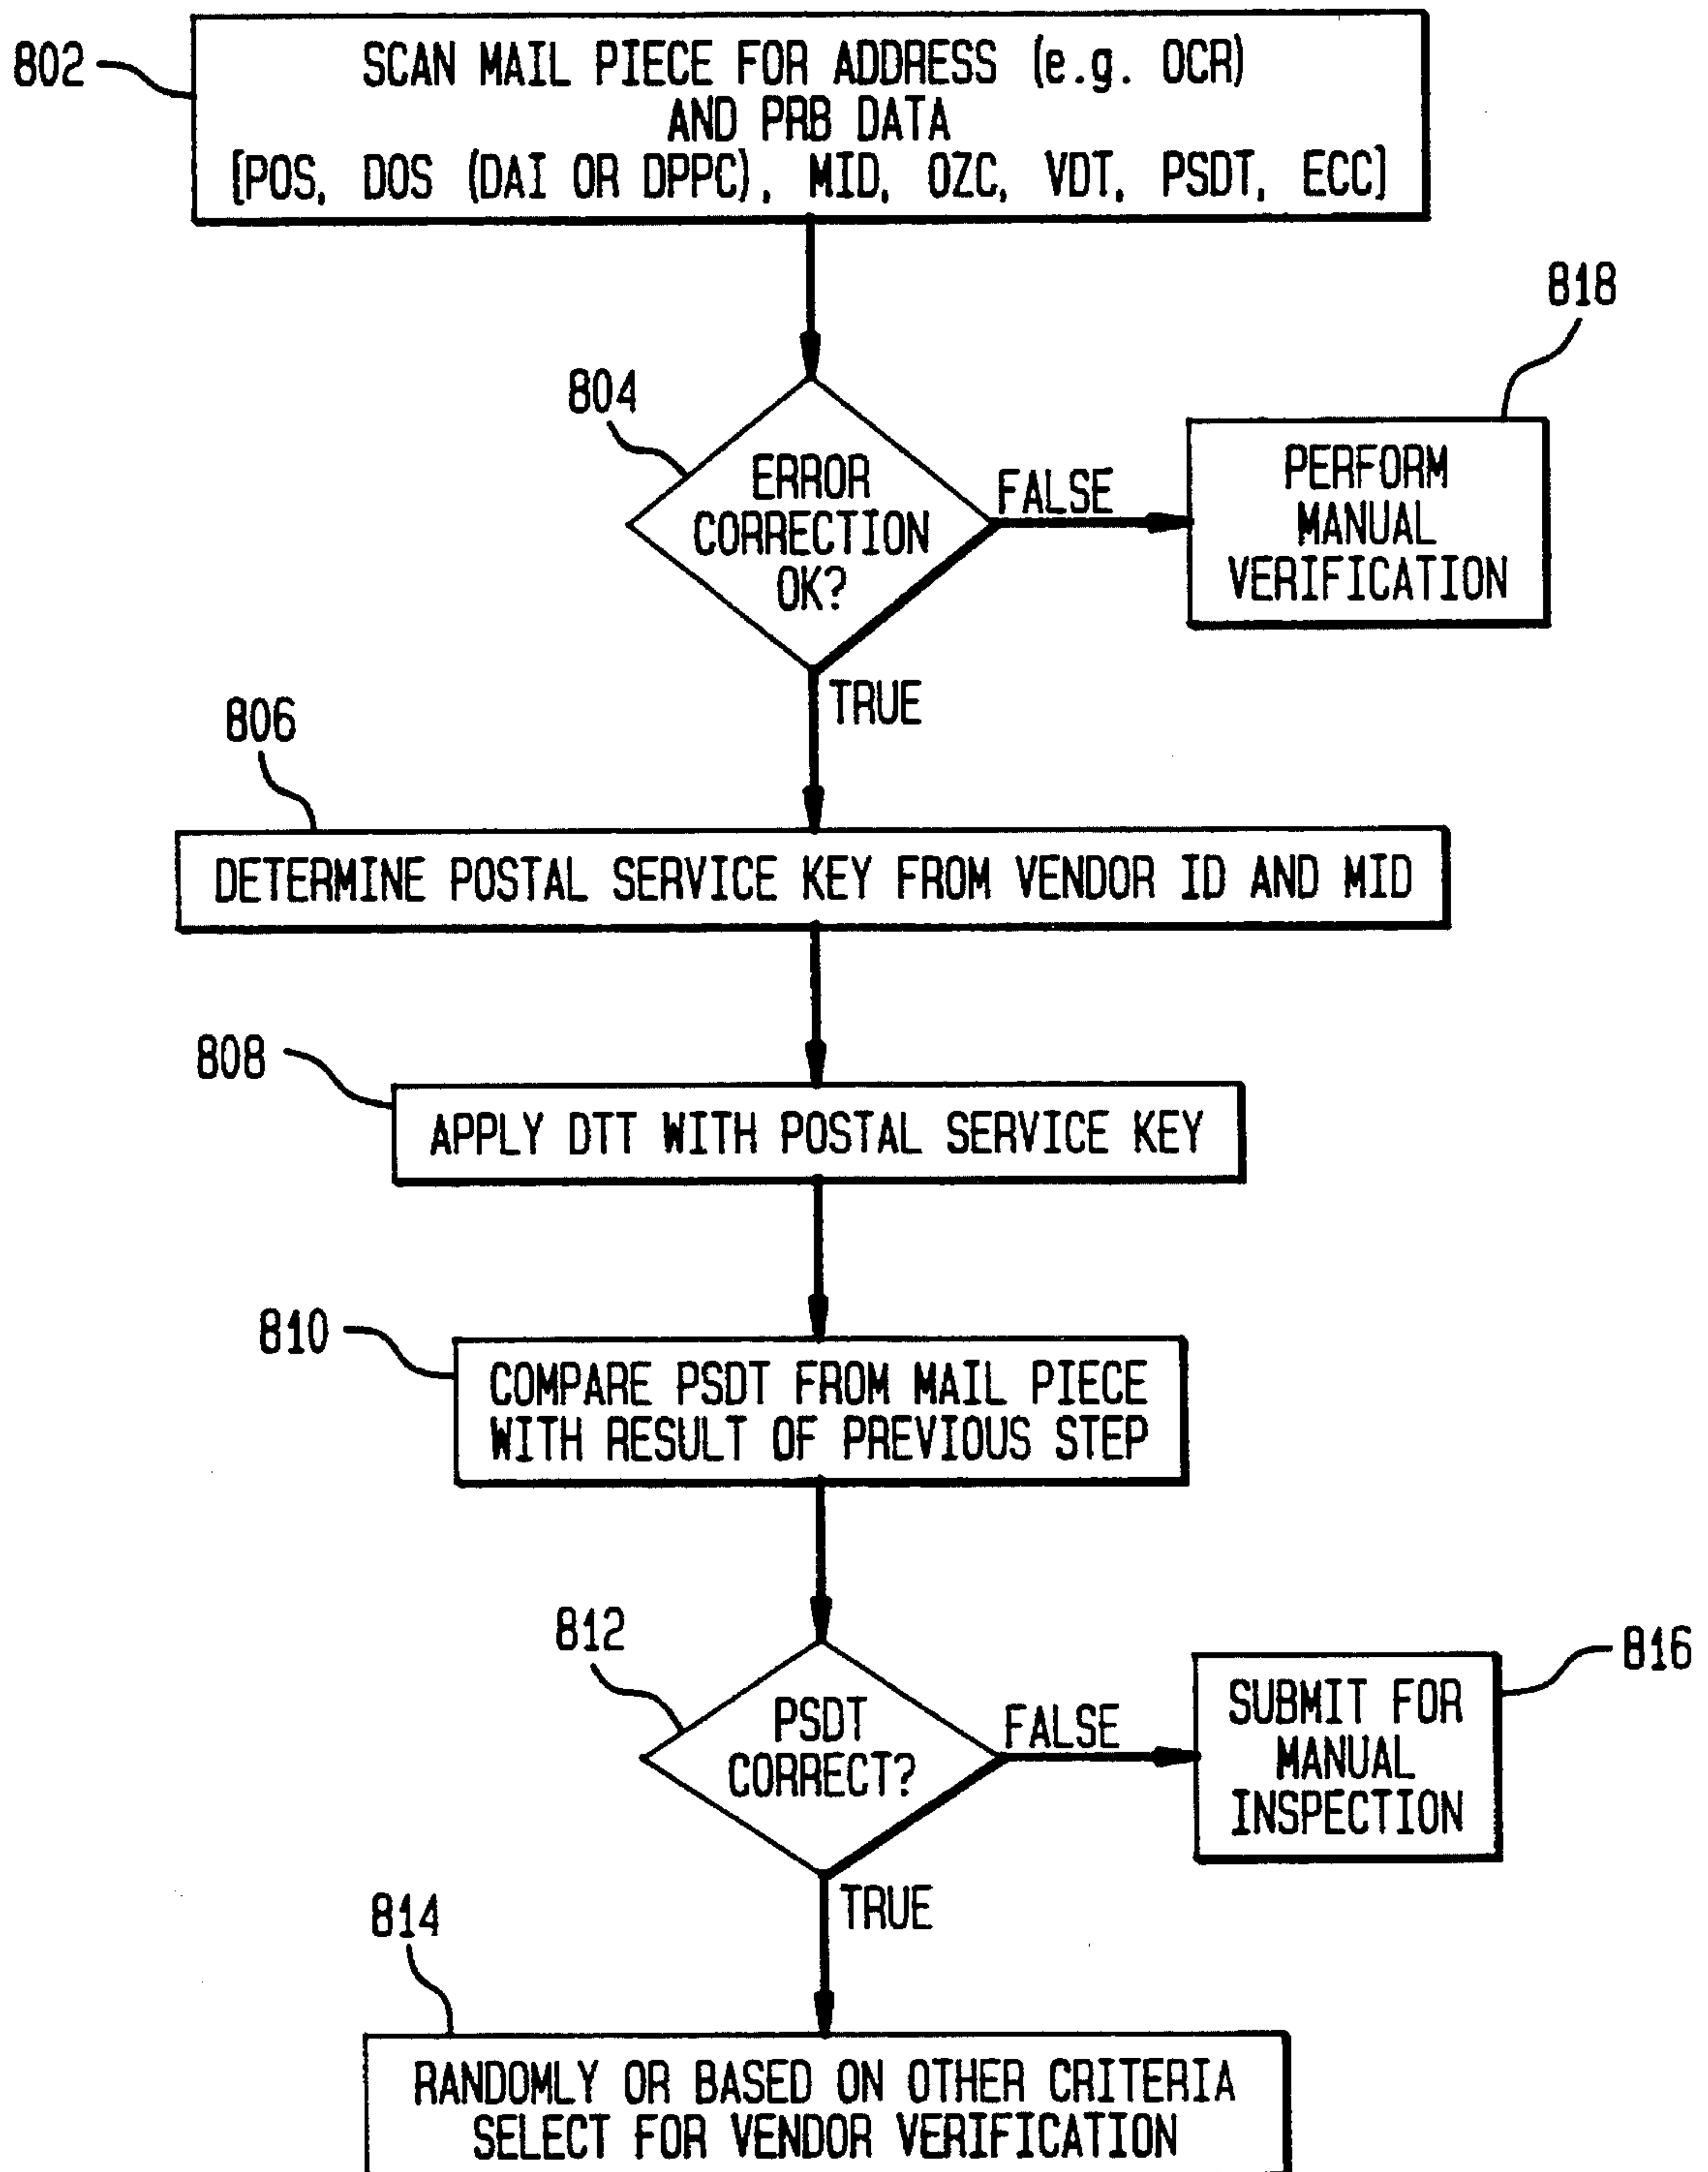 802
SCAN MAIL PIECE FOR ADDRESS (e.g. OCR)
AND PRB DATA
[POS, DOS (DAI OR DPPC), MID, OZC, VDT, PSDT, ECC]
818
804
ERROR
CORRECTION
OK?
FALSE
PERFORM
MANUAL
VERIFICATION
TRUE
806
DETERMINE POSTAL SERVICE KEY FROM VENDOR ID AND MID
808
APPLY DTT WITH POSTAL SERVICE KEY
810
COMPARE PSDT FROM MAIL PIECE
WITH RESULT OF PREVIOUS STEP
812
PSDT
CORRECT?
FALSE
816
SUBMIT FOR
MANUAL
INSPECTION
TRUE
814
RANDOMLY OR BASED ON OTHER CRITERIA
SELECT FOR VENDOR VERIFICATION